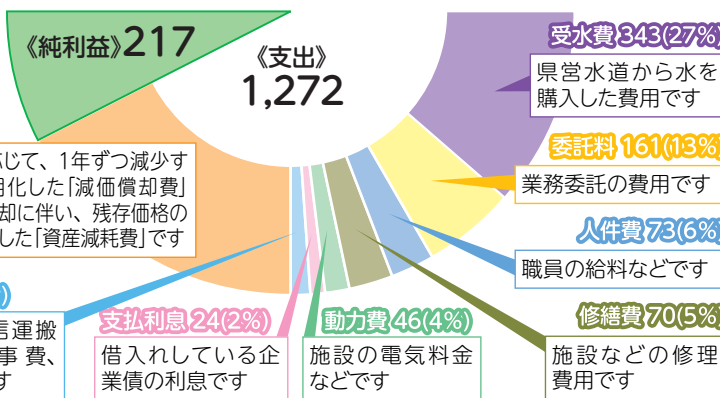 《純利益》217
《支出》
1,272
受水費 343(27%)
県営水道から水を
購入した費用です
委託料 161(13%)
業務委託の費用です
人件費 73(6%)
職員の給料などです
修繕費 70(5%)
施設などの修理
費用です
動力費 46(4%)
施設の電気料金
などです
支払利息 24(2%)
借入れしている企
業債の利息です
じて、1年ずつ減少す
用化した「減価償却費」
却に伴い、残存価格の
した「資産減耗費」です
)
信運搬
事費、
す